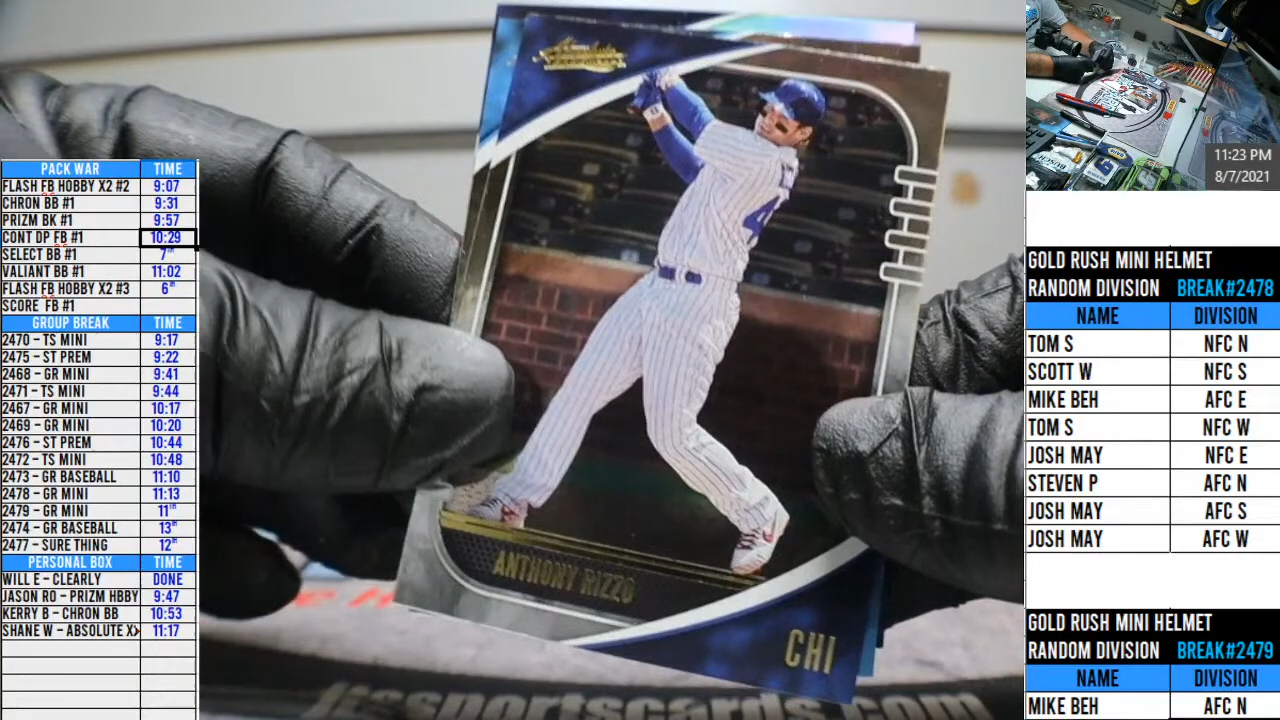 PACK WAR TIME
FLASH FB HOBBY X2 #2 9:07
CHRON BB #1 9:31
PRIZM BK #1 9:57
CONT DP FB #1 10:29
SELECT BB #1 7TH
VALIANT BB #1 11:02
FLASH FB HOBBY X2 #3 6TH
SCORE FB #1
GROUP BREAK TIME
2470 – TS MINI 9:17
2475 – ST PREM 9:22
2468 – GR MINI 9:41
2471 – TS MINI 9:44
2467 – GR MINI 10:17
2469 – GR MINI 10:20
2476 – ST PREM 10:44
2472 – TS MINI 10:48
2473 – GR BASEBALL 11:10
2478 – GR MINI 11:13
2479 – GR MINI 11TH
2474 – GR BASEBALL 13TH
2477 – SURE THING 12TH
PERSONAL BOX TIME
WILL E – CLEARLY DONE
JASON RO – PRIZM HBBY 9:47
KERRY B – CHRON BB 10:53
SHANE W – ABSOLUTE X 11:17
Absolute
ANTHONY RIZZO
CHI
jtssportscards.com
BUSCH
11:23 PM
8/7/2021
GOLD RUSH MINI HELMET
RANDOM DIVISION BREAK#2478
NAME DIVISION
TOM S NFC N
SCOTT W NFC S
MIKE BEH AFC E
TOM S NFC W
JOSH MAY NFC E
STEVEN P AFC N
JOSH MAY AFC S
JOSH MAY AFC W
GOLD RUSH MINI HELMET
RANDOM DIVISION BREAK#2479
NAME DIVISION
MIKE BEH AFC N